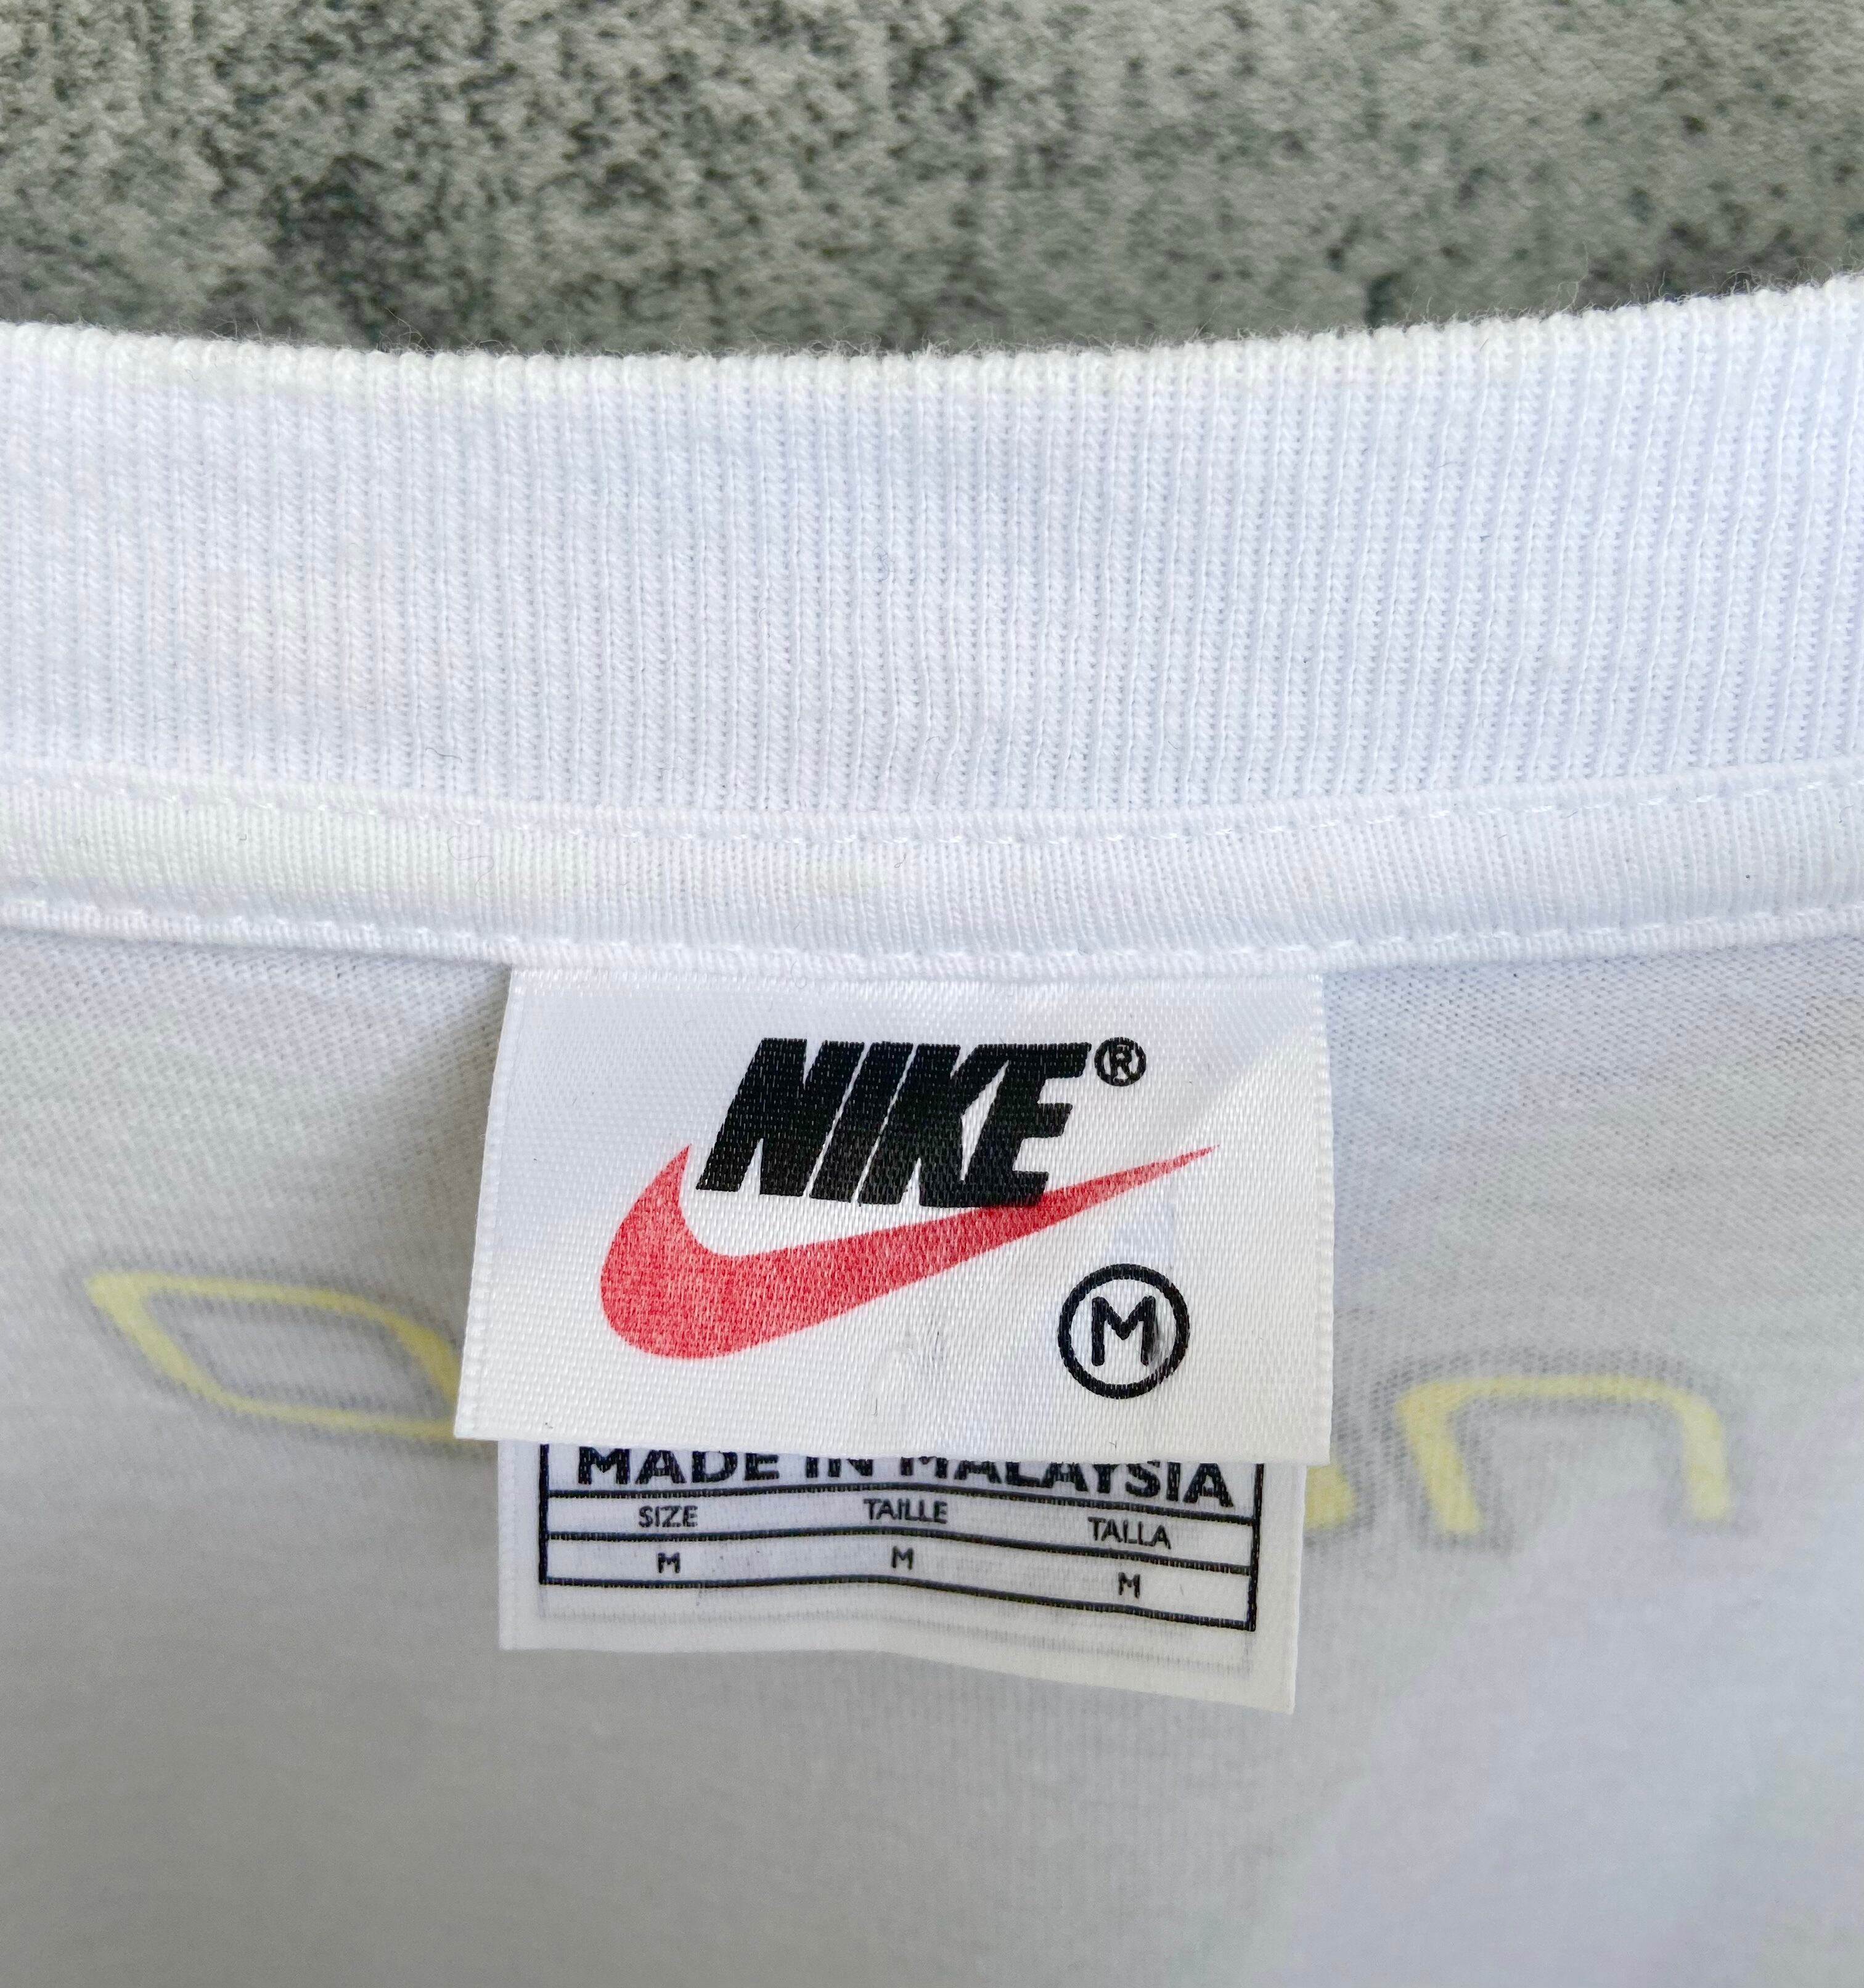 NIKE®
M
MADE IN MALAYSIA
SIZE TAILLE TALLA
M M M